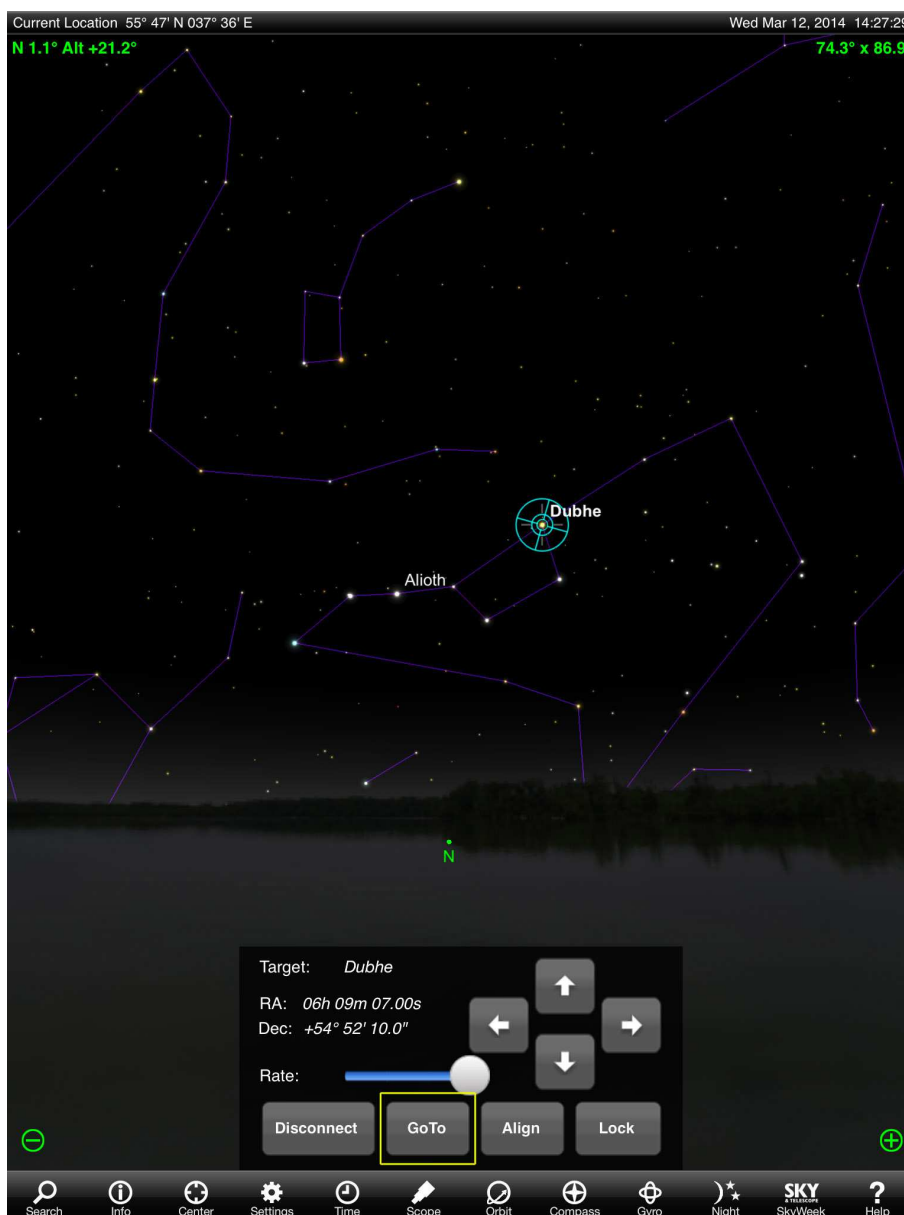 Current Location 55° 47' N 037° 36' E
Wed Mar 12, 2014 14:27:29
N 1.1° Alt +21.2°
74.3° x 86.9
Dubhe
Alioth
N
Target: Dubhe
RA: 06h 09m 07.00s
Dec: +54° 52' 10.0"
Rate:
Disconnect GoTo Align Lock
Search Info Center Settings Time Scope Orbit Compass Gyro Night SKY & TELESCOPE SkyWeek ? Help